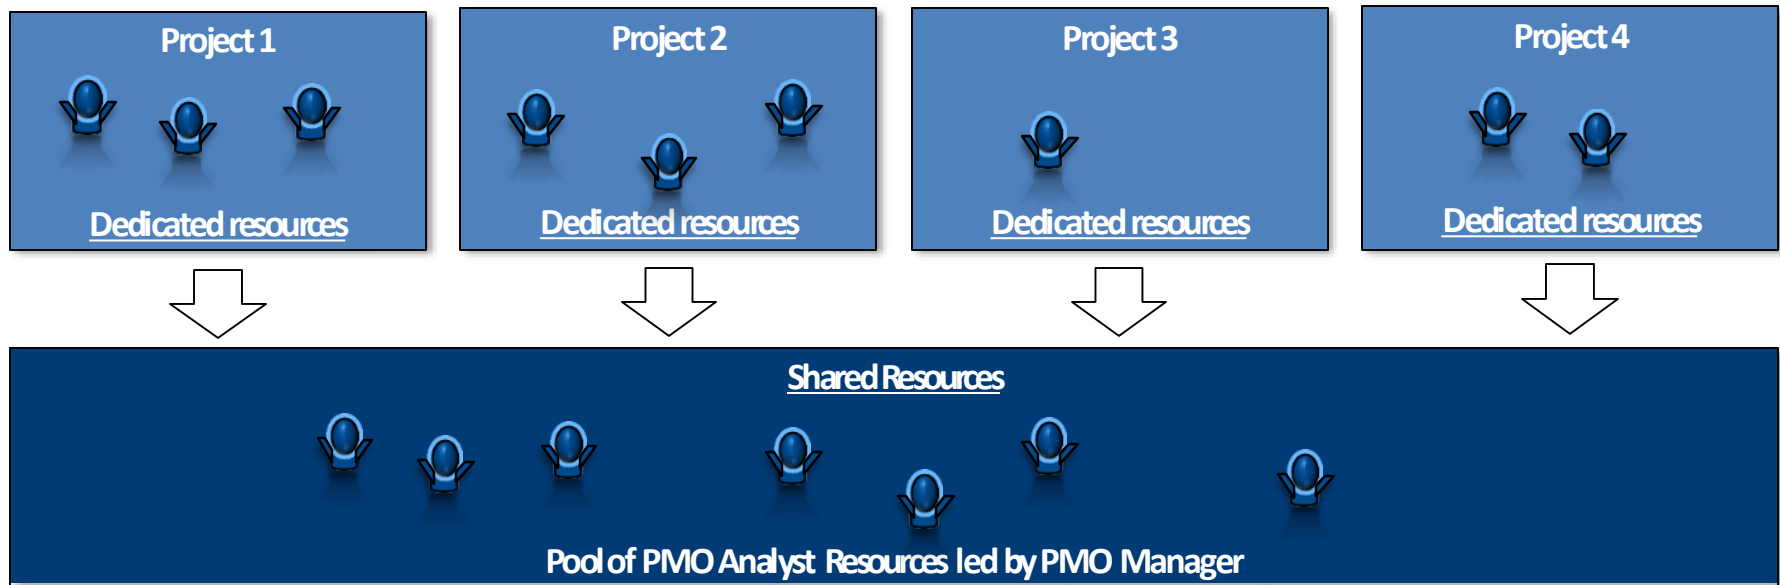 Project 1
Project 2
Project 3
Project 4
Dedicated resources
Dedicated resources
Dedicated resources
Dedicated resources
Shared Resources
Pool of PMO Analyst Resources led by PMO Manager